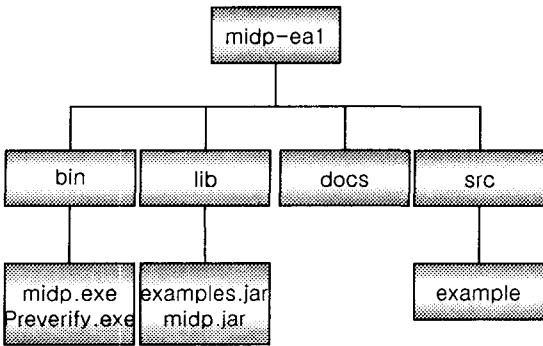 midp-ea1
bin
lib
docs
src
midp.exe
Preverify.exe
examples.jar
midp.jar
example